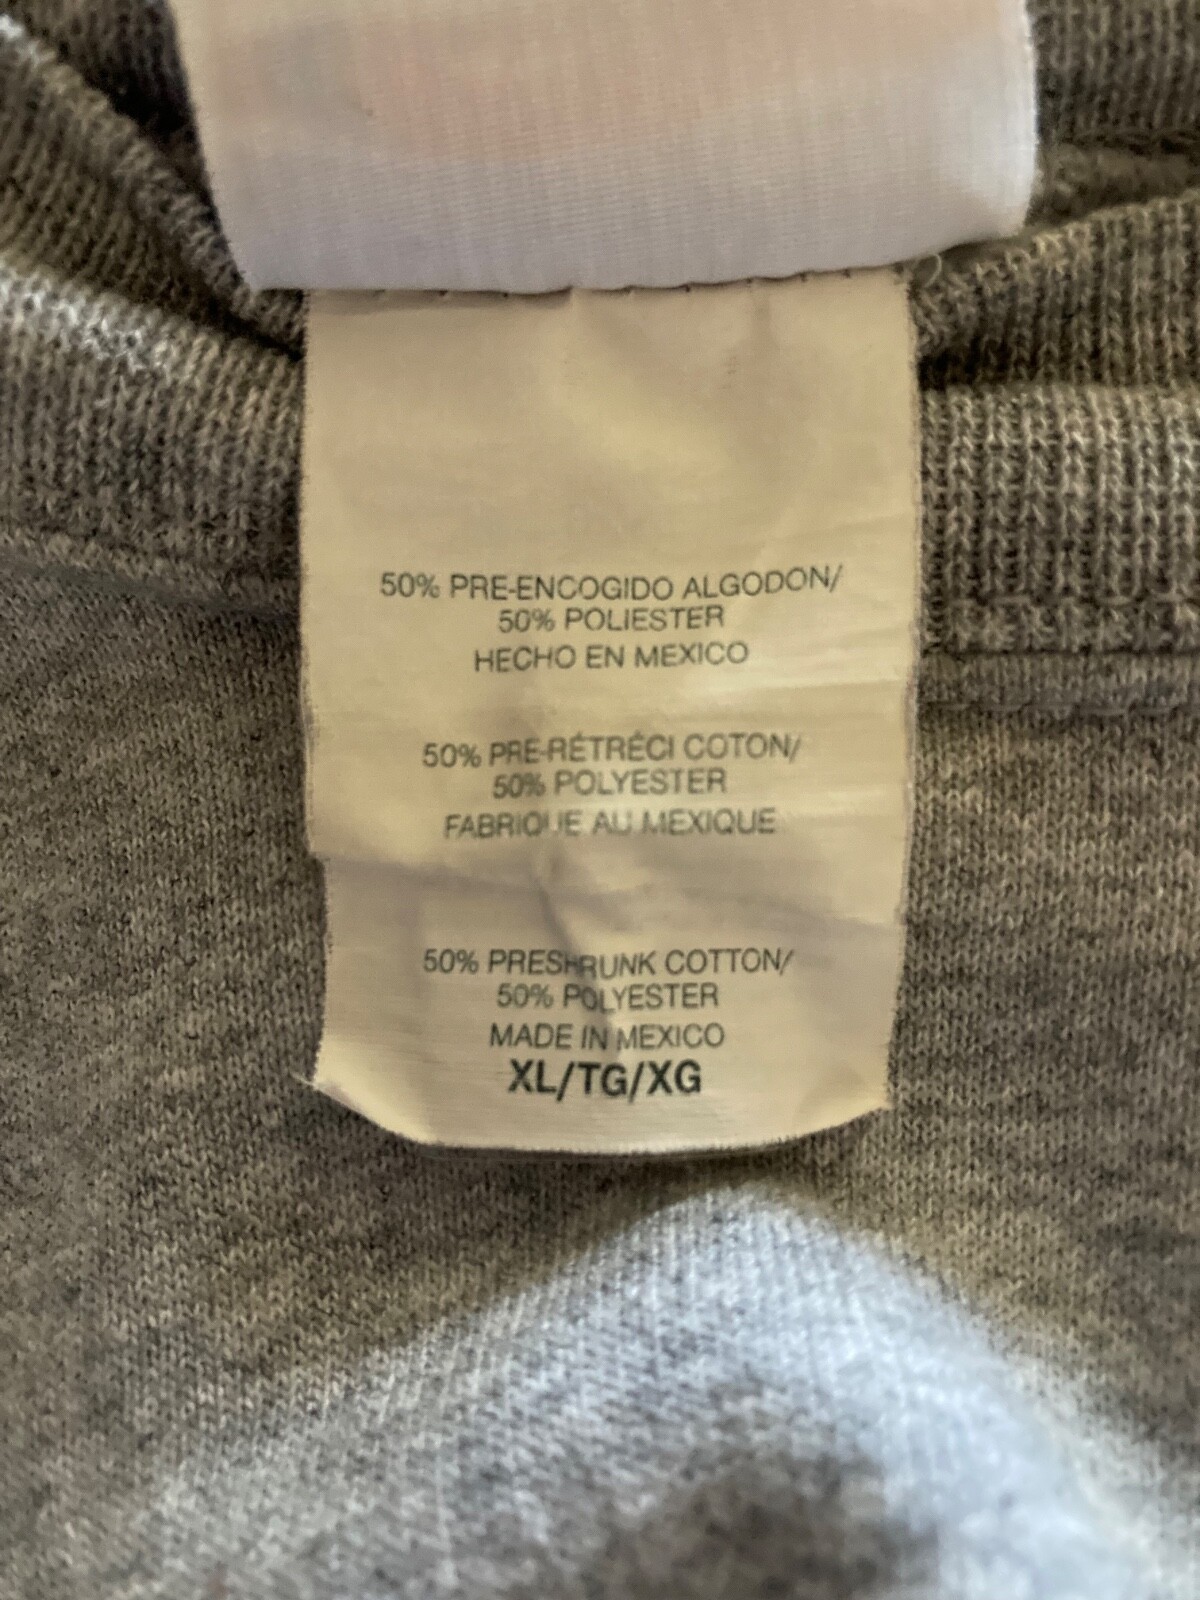 50% PRE-ENCOGIDO ALGODON/
50% POLIESTER
HECHO EN MEXICO
50% PRE-RÉTRÉCI COTON/
50% POLYESTER
FABRIQUE AU MEXIQUE
50% PRESHRUNK COTTON/
50% POLYESTER
MADE IN MEXICO
XL/TG/XG